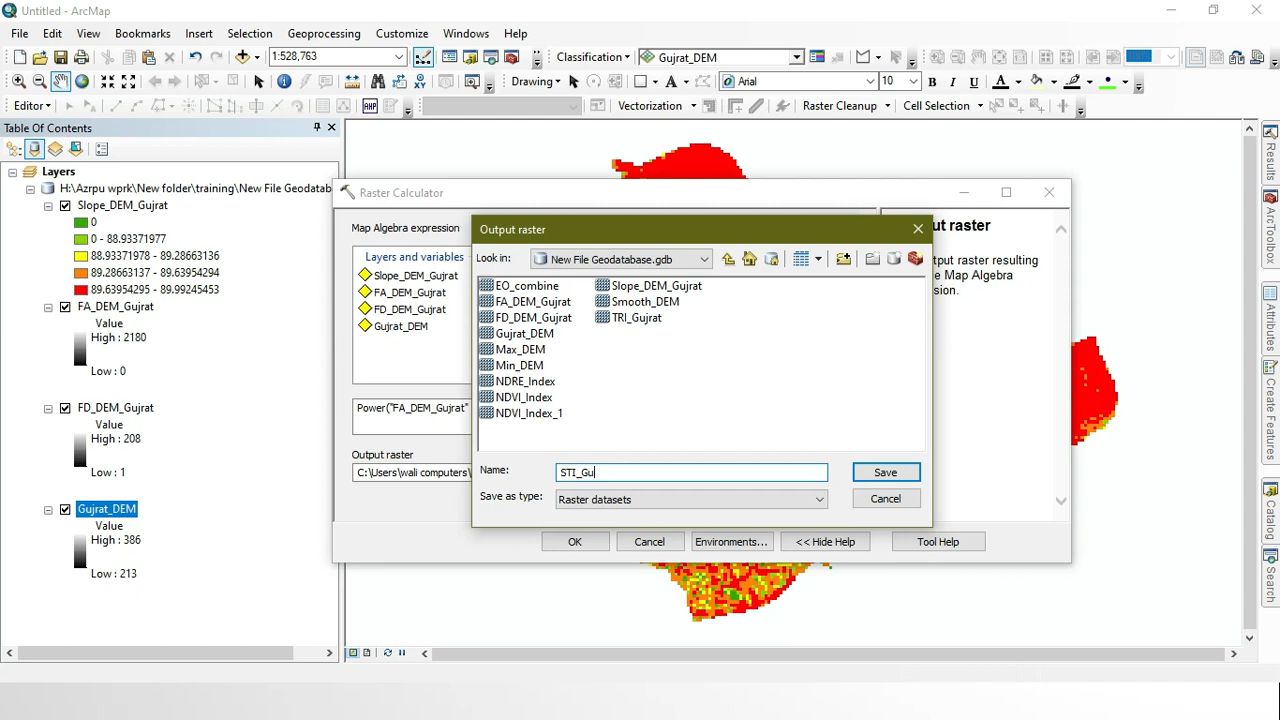 Untitled - ArcMap
File Edit View Bookmarks Insert Selection Geoprocessing Customize Windows Help
1:528,763 Classification Gujrat_DEM
Drawing Arial 10 B I U A
Editor AHP Vectorization Raster Cleanup Cell Selection
Table Of Contents
Layers
H:\Azrpu wprk\New folder\training\New File Geodatab
Slope_DEM_Gujrat
0
0 - 88.93371977
88.93371978 - 89.28663136
89.28663137 - 89.63954294
89.63954295 - 89.99245453
FA_DEM_Gujrat
Value
High : 2180
Low : 0
FD_DEM_Gujrat
Value
High : 208
Low : 1
Gujrat_DEM
Value
High : 386
Low : 213
Raster Calculator
Map Algebra expression
Layers and variables
Slope_DEM_Gujrat
FA_DEM_Gujrat
FD_DEM_Gujrat
Gujrat_DEM
Power("FA_DEM_Gujrat"
Output raster
C:\Users\wali computers\
OK Cancel Environments... << Hide Help Tool Help
ut raster
tput raster resulting
e Map Algebra
sion.
Output raster
Look in: New File Geodatabase.gdb
EO_combine
FA_DEM_Gujrat
FD_DEM_Gujrat
Gujrat_DEM
Max_DEM
Min_DEM
NDRE_Index
NDVI_Index
NDVI_Index_1
Slope_DEM_Gujrat
Smooth_DEM
TRI_Gujrat
Name: STI_Gu Save
Save as type: Raster datasets Cancel
Results
ArcToolbox
Attributes
Create Features
Catalog
Search